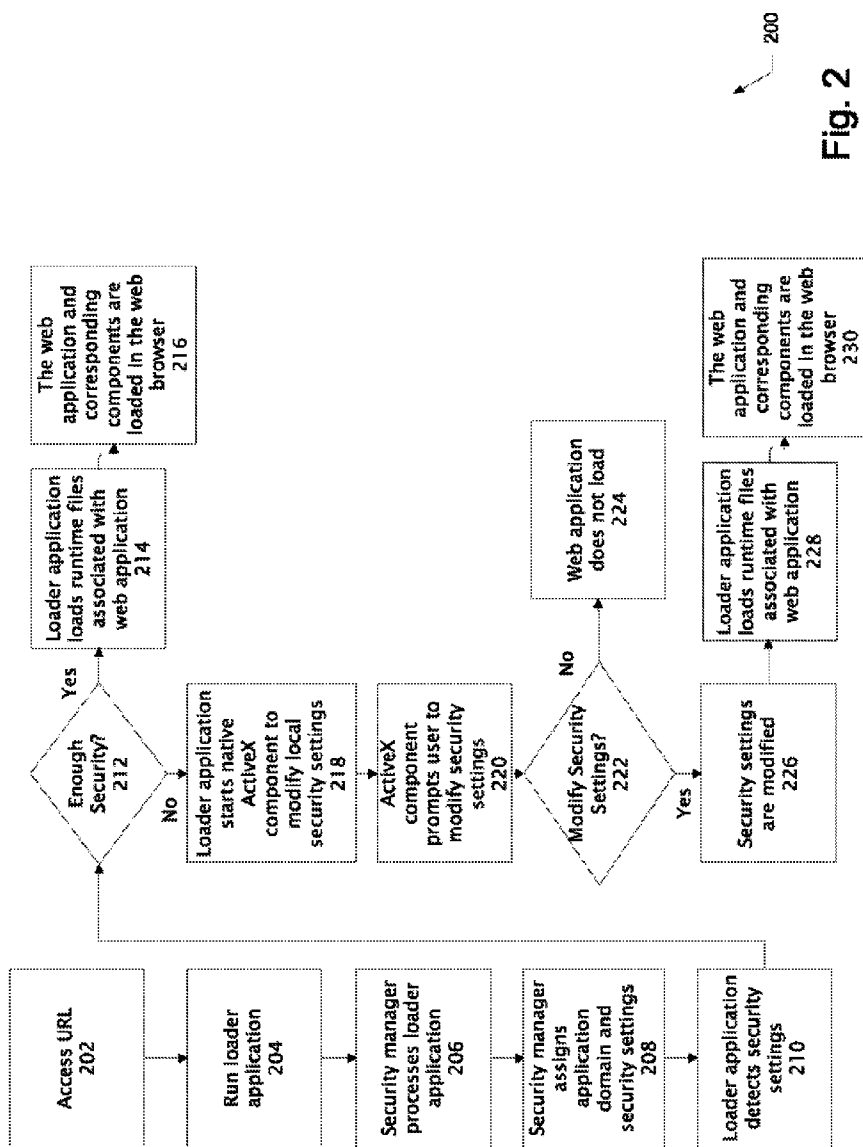 Access URL
202
Run loader
application
204
Security manager
processes loader
application
206
Security manager
assigns
application
domain and
security settings
208
Loader application
detects security
settings
210
Enough
Security?
212
Yes
No
Loader application
loads runtime files
associated with
web application
214
The web
application and
corresponding
components are
loaded in the web
browser
216
Loader application
starts native
ActiveX
component to
modify local
security settings
218
ActiveX
component
prompts user to
modify security
settings
220
Modify Security
Settings?
222
No
Yes
Web application
does not load
224
Security settings
are modified
226
Loader application
loads runtime files
associated with
web application
228
The web
application and
corresponding
components are
loaded in the web
browser
230
200
Fig. 2